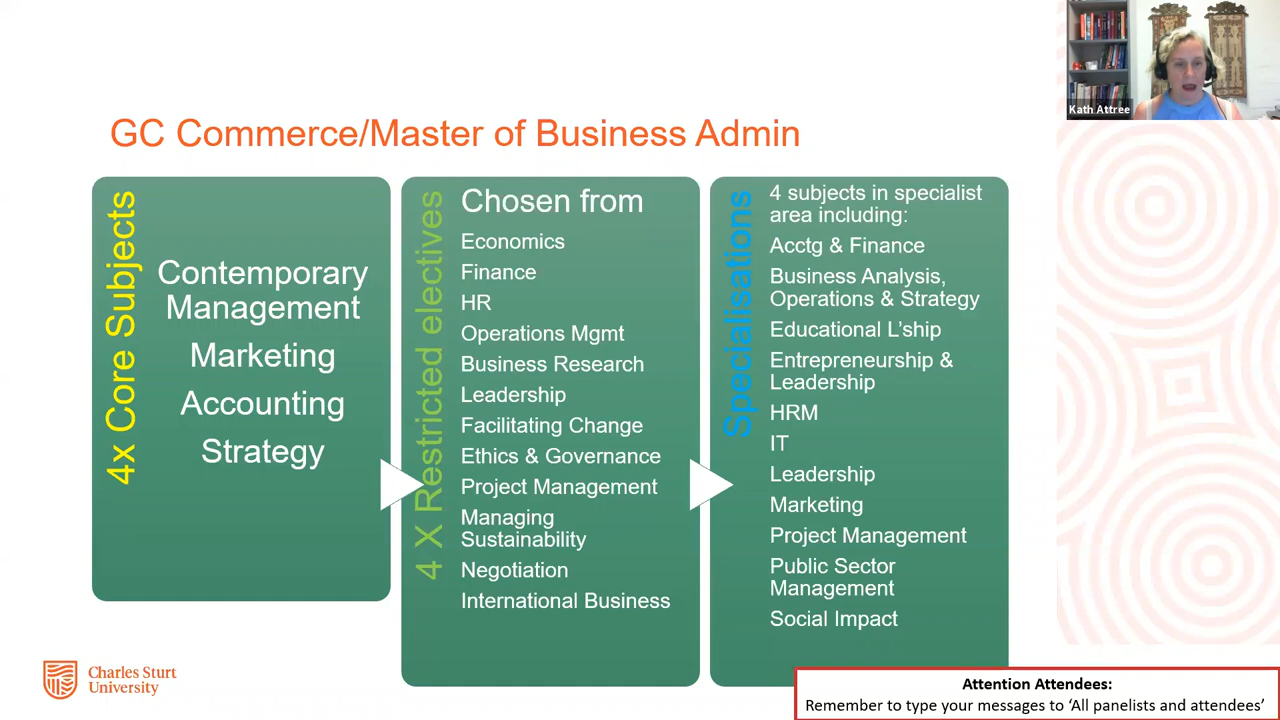 Kath Attree
GC Commerce/Master of Business Admin
4x Core Subjects
Contemporary
Management
Marketing
Accounting
Strategy
4 X Restricted electives
Chosen from
Economics
Finance
HR
Operations Mgmt
Business Research
Leadership
Facilitating Change
Ethics & Governance
Project Management
Managing
Sustainability
Negotiation
International Business
Specialisations
4 subjects in specialist
area including:
Acctg & Finance
Business Analysis,
Operations & Strategy
Educational L'ship
Entrepreneurship &
Leadership
HRM
IT
Leadership
Marketing
Project Management
Public Sector
Management
Social Impact
Charles Sturt
University
Attention Attendees:
Remember to type your messages to ‘All panelists and attendees’